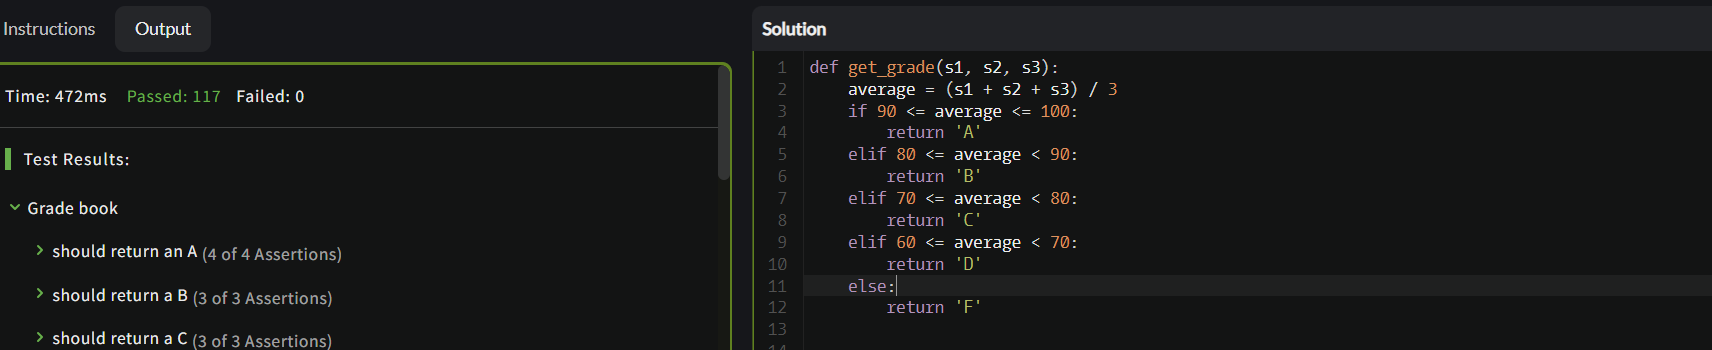 Instructions
Output
Time: 472ms Passed: 117 Failed: 0
Test Results:
Grade book
should return an A (4 of 4 Assertions)
should return a B (3 of 3 Assertions)
should return a C (3 of 3 Assertions)
Solution
1 def get_grade(s1, s2, s3):
2     average = (s1 + s2 + s3) / 3
3     if 90 <= average <= 100:
4         return 'A'
5     elif 80 <= average < 90:
6         return 'B'
7     elif 70 <= average < 80:
8         return 'C'
9     elif 60 <= average < 70:
10         return 'D'
11     else:
12         return 'F'
13
14